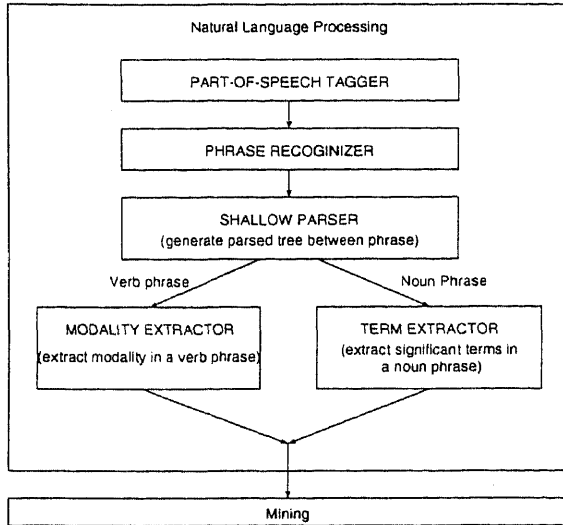 Natural Language Processing
PART-OF-SPEECH TAGGER
PHRASE RECOGINIZER
SHALLOW PARSER
(generate parsed tree between phrase)
Verb phrase
Noun Phrase
MODALITY EXTRACTOR
(extract modality in a verb phrase)
TERM EXTRACTOR
(extract significant terms in
a noun phrase)
Mining